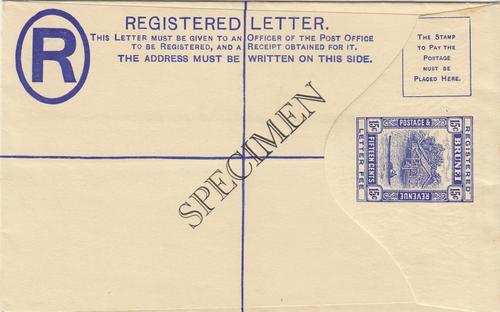 R
REGISTERED LETTER.
THIS LETTER MUST BE GIVEN TO AN OFFICER OF THE POST OFFICE
TO BE REGISTERED, AND A RECEIPT OBTAINED FOR IT.
THE ADDRESS MUST BE WRITTEN ON THIS SIDE.
THE STAMP
TO PAY THE
POSTAGE
MUST BE
PLACED HERE.
SPECIMEN
15c POSTAGE & 15c
LETTER FEE
FIFTEEN CENTS
BRUNEI
REGISTERED
15c REVENUE 15c